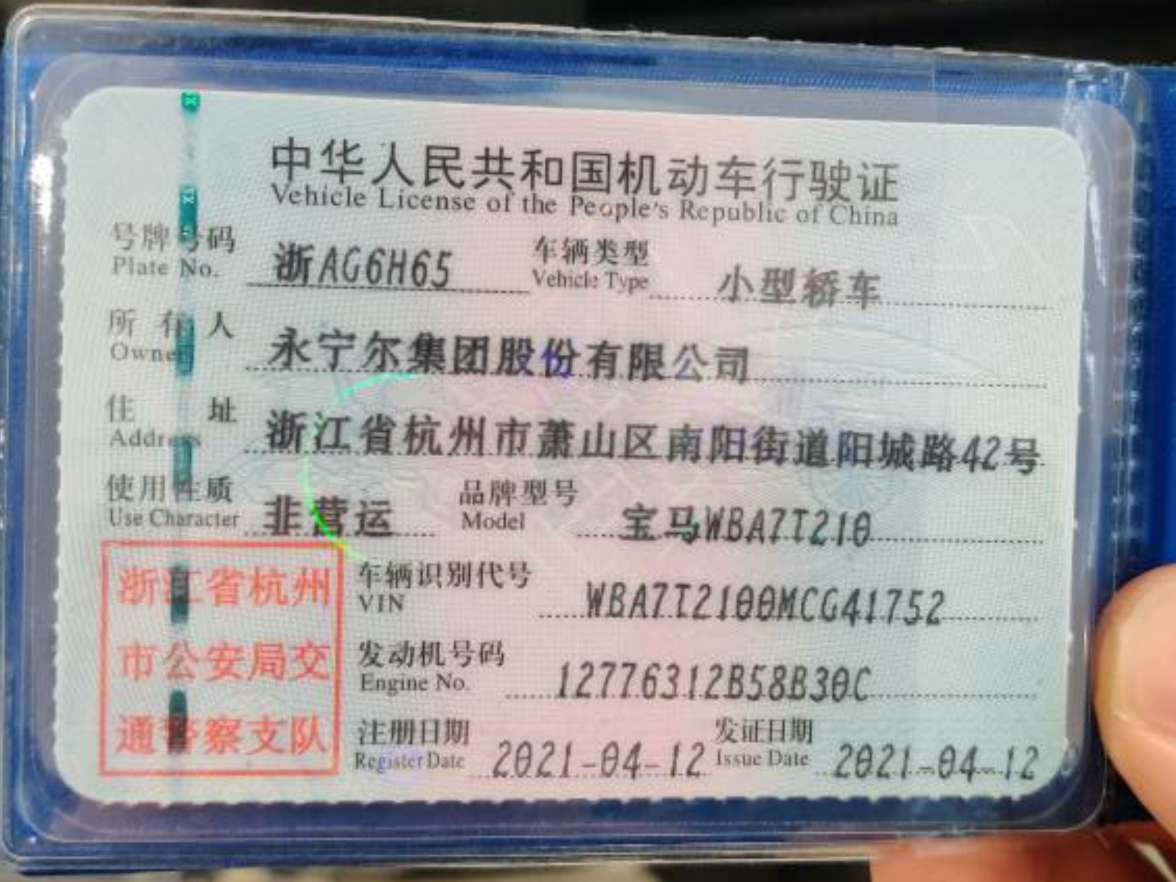 中华人民共和国机动车行驶证
Vehicle License of the People's Republic of China
号牌号码 浙AG6H65 车辆类型 小型轿车
Plate No. Vehicle Type
所有人 永宁尔集团股份有限公司
Owner
住址 浙江省杭州市萧山区南阳街道阳城路42号
Address
使用性质 非营运 品牌型号 宝马WBA7T210
Use Character Model
浙江省杭州
市公安局交
通警察支队
车辆识别代号 WBA7T2100MCG41752
VIN
发动机号码 12776312B58B30C
Engine No.
注册日期 2021-04-12 发证日期 2021-04-12
Register Date Issue Date